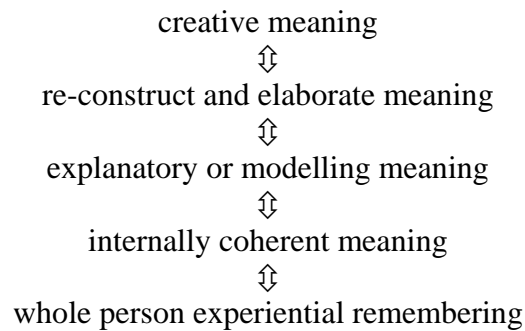 creative meaning
⇕
re-construct and elaborate meaning
⇕
explanatory or modelling meaning
⇕
internally coherent meaning
⇕
whole person experiential remembering